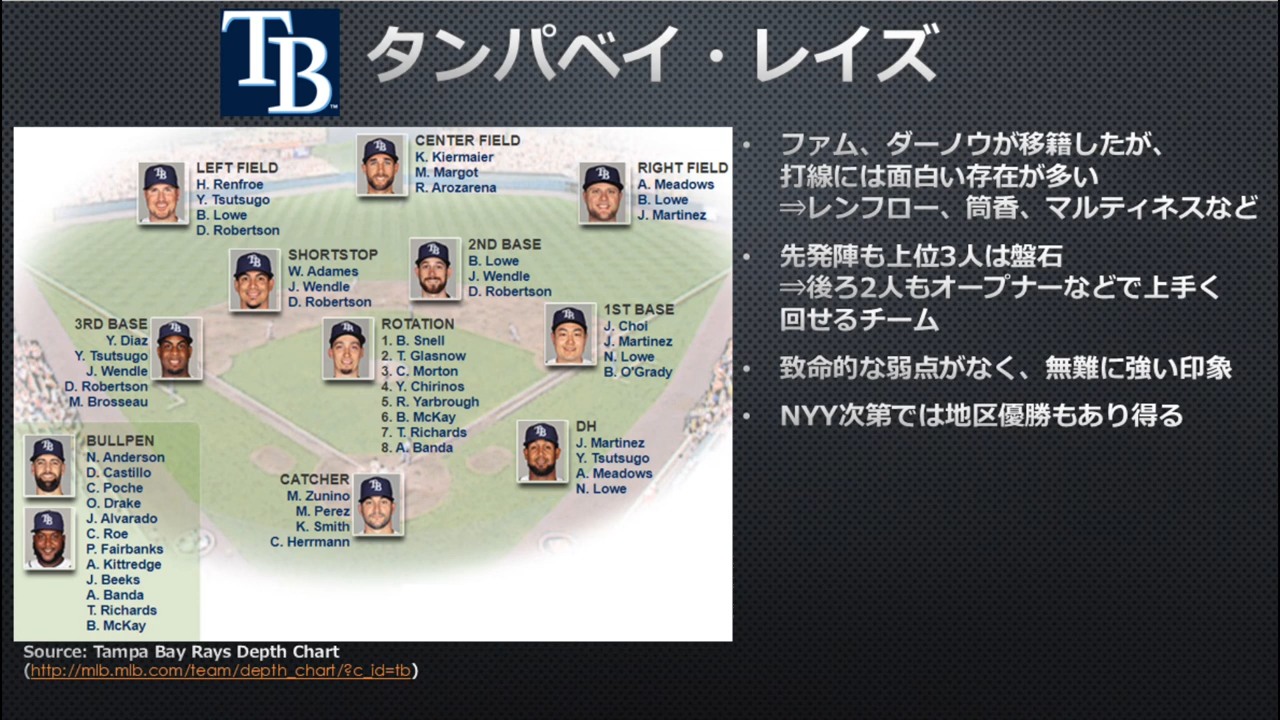 TB
™
タンパベイ・レイズ
LEFT FIELD
H. Renfroe
Y. Tsutsugo
B. Lowe
D. Robertson
CENTER FIELD
K. Kiermaier
M. Margot
R. Arozarena
RIGHT FIELD
A. Meadows
B. Lowe
J. Martinez
SHORTSTOP
W. Adames
J. Wendle
D. Robertson
2ND BASE
B. Lowe
J. Wendle
D. Robertson
3RD BASE
Y. Diaz
Y. Tsutsugo
J. Wendle
D. Robertson
M. Brosseau
ROTATION
1. B. Snell
2. T. Glasnow
3. C. Morton
4. Y. Chirinos
5. R. Yarbrough
6. B. McKay
7. T. Richards
8. A. Banda
1ST BASE
J. Choi
J. Martinez
N. Lowe
B. O'Grady
BULLPEN
N. Anderson
D. Castillo
C. Poche
O. Drake
J. Alvarado
C. Roe
P. Fairbanks
A. Kittredge
J. Beeks
A. Banda
T. Richards
B. McKay
CATCHER
M. Zunino
M. Perez
K. Smith
C. Herrmann
DH
J. Martinez
Y. Tsutsugo
A. Meadows
N. Lowe
Source: Tampa Bay Rays Depth Chart
(http://mlb.mlb.com/team/depth_chart/?c_id=tb)
• ファム、ダーノウが移籍したが、
打線には面白い存在が多い
⇒レンフロー、筒香、マルティネスなど
• 先発陣も上位3人は盤石
⇒後ろ2人もオープナーなどで上手く
回せるチーム
• 致命的な弱点がなく、無難に強い印象
• NYY次第では地区優勝もあり得る